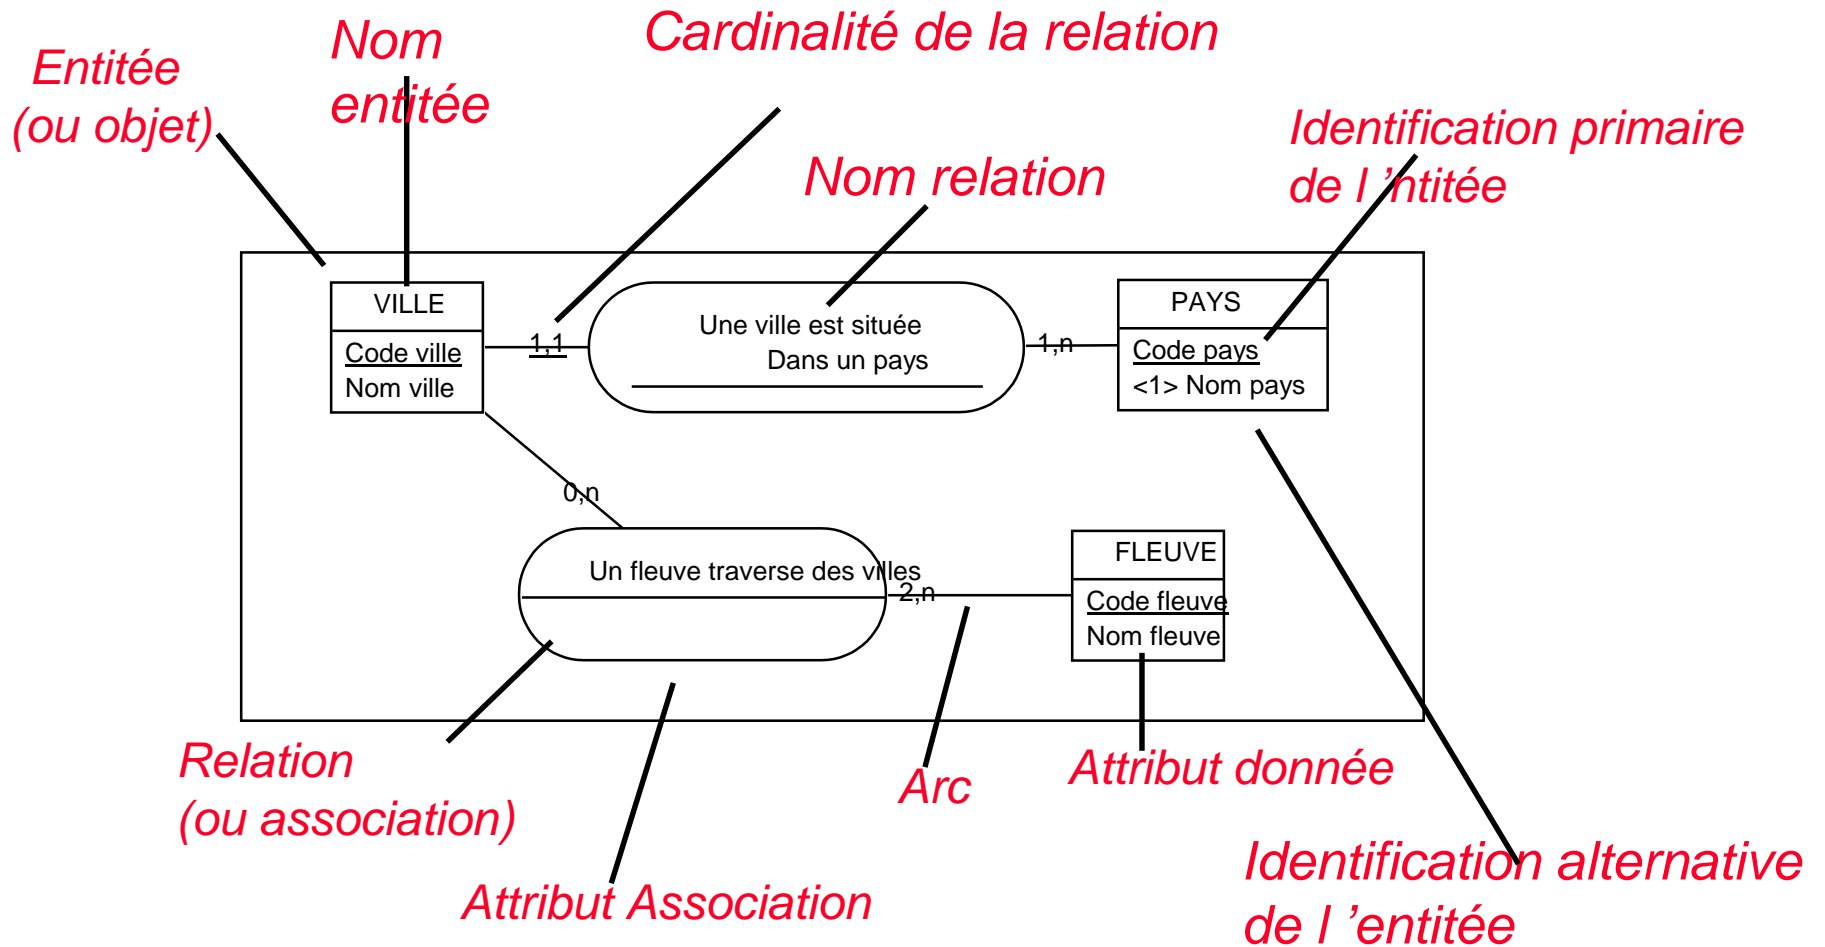 Cardinalité de la relation
Nom
entitée
Entitée
(ou objet)
Identification primaire
de l ’ntitée
Nom relation
VILLE
Code ville
Nom ville
1,1
Une ville est située
Dans un pays
1,n
PAYS
Code pays
<1> Nom pays
0,n
Un fleuve traverse des villes
2,n
FLEUVE
Code fleuve
Nom fleuve
Relation
(ou association)
Arc
Attribut donnée
Attribut Association
Identification alternative
de l ’entitée